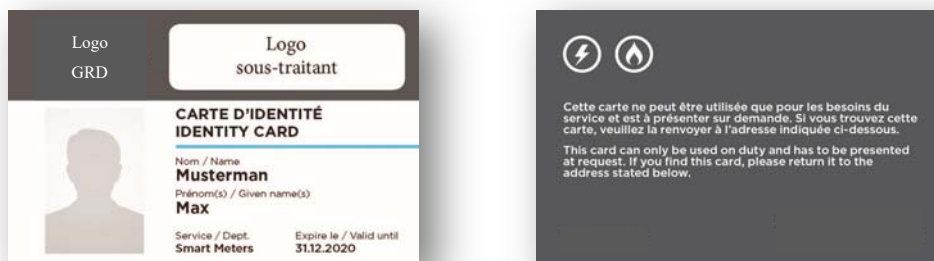 Logo
GRD
Logo
sous-traitant
CARTE D'IDENTITÉ
IDENTITY CARD
Nom / Name
Musterman
Prénom(s) / Given name(s)
Max
Service / Dept.
Smart Meters
Expire le / Valid until
31.12.2020
Cette carte ne peut être utilisée que pour les besoins du
service et est à présenter sur demande. Si vous trouvez cette
carte, veuillez la renvoyer à l'adresse indiquée ci-dessous.
This card can only be used on duty and has to be presented
at request. If you find this card, please return it to the
address stated below.